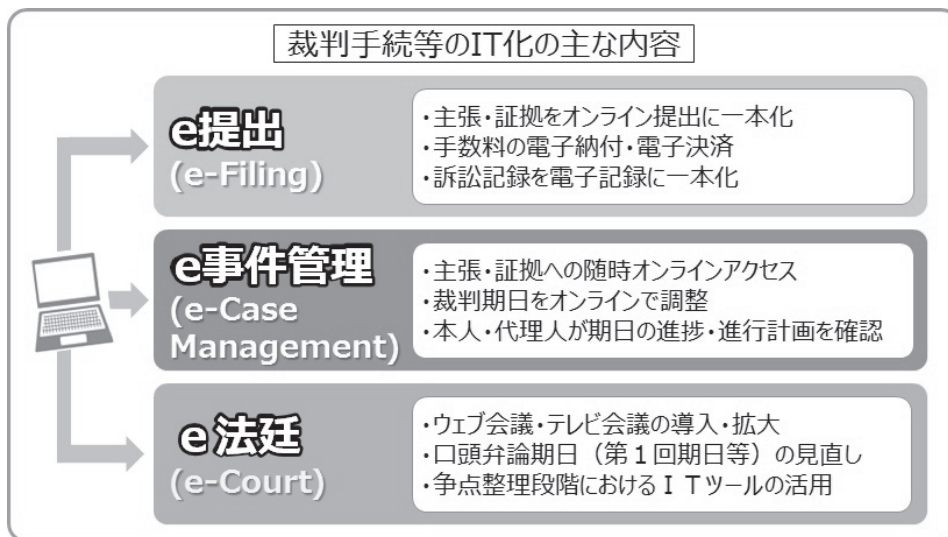 裁判手続等のIT化の主な内容
e提出
(e-Filing)
・主張・証拠をオンライン提出に一本化
・手数料の電子納付・電子決済
・訴訟記録を電子記録に一本化
e事件管理
(e-Case
Management)
・主張・証拠への随時オンラインアクセス
・裁判期日をオンラインで調整
・本人・代理人が期日の進捗・進行計画を確認
e法廷
(e-Court)
・ウェブ会議・テレビ会議の導入・拡大
・口頭弁論期日（第１回期日等）の見直し
・争点整理段階におけるＩＴツールの活用